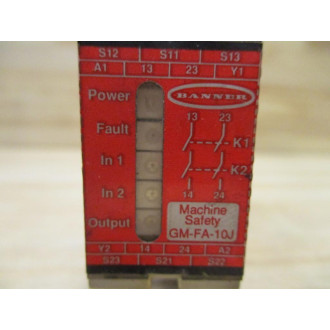 S12 S11 S13
A1 13 23 Y1
Power
BANNER
Fault
13 23
K1
In 1
K2
In 2
14 24
Output
Machine
Safety
GM-FA-10J
Y2 14 24 A2
S23 S21 S22